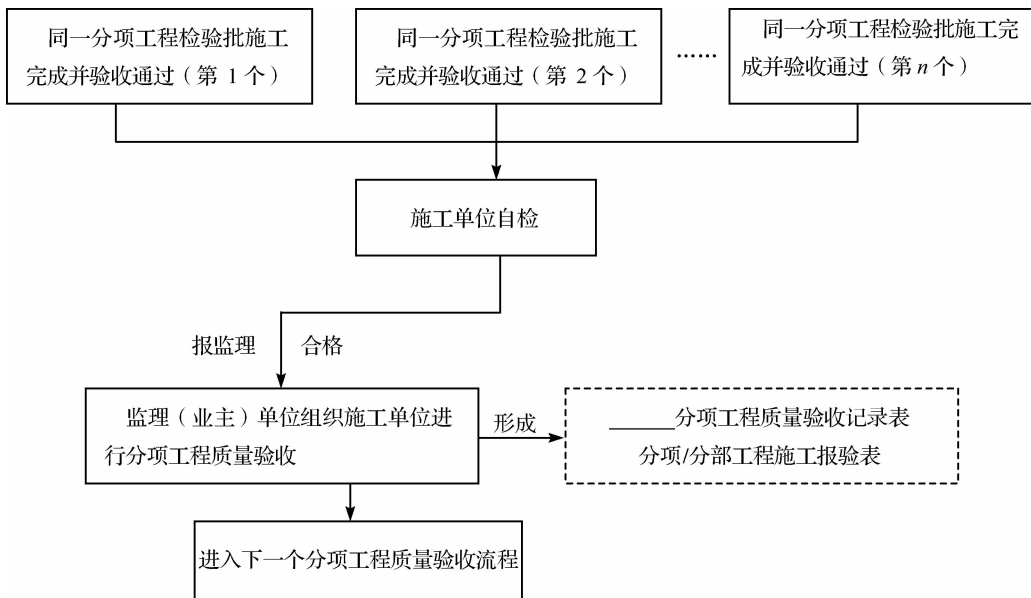 同一分项工程检验批施工
完成并验收通过（第 1 个）
同一分项工程检验批施工
完成并验收通过（第 2 个）
……
同一分项工程检验批施工完
成并验收通过（第 n 个）
施工单位自检
报监理 合格
监理（业主）单位组织施工单位进
行分项工程质量验收
形成
______分项工程质量验收记录表
分项/分部工程施工报验表
进入下一个分项工程质量验收流程